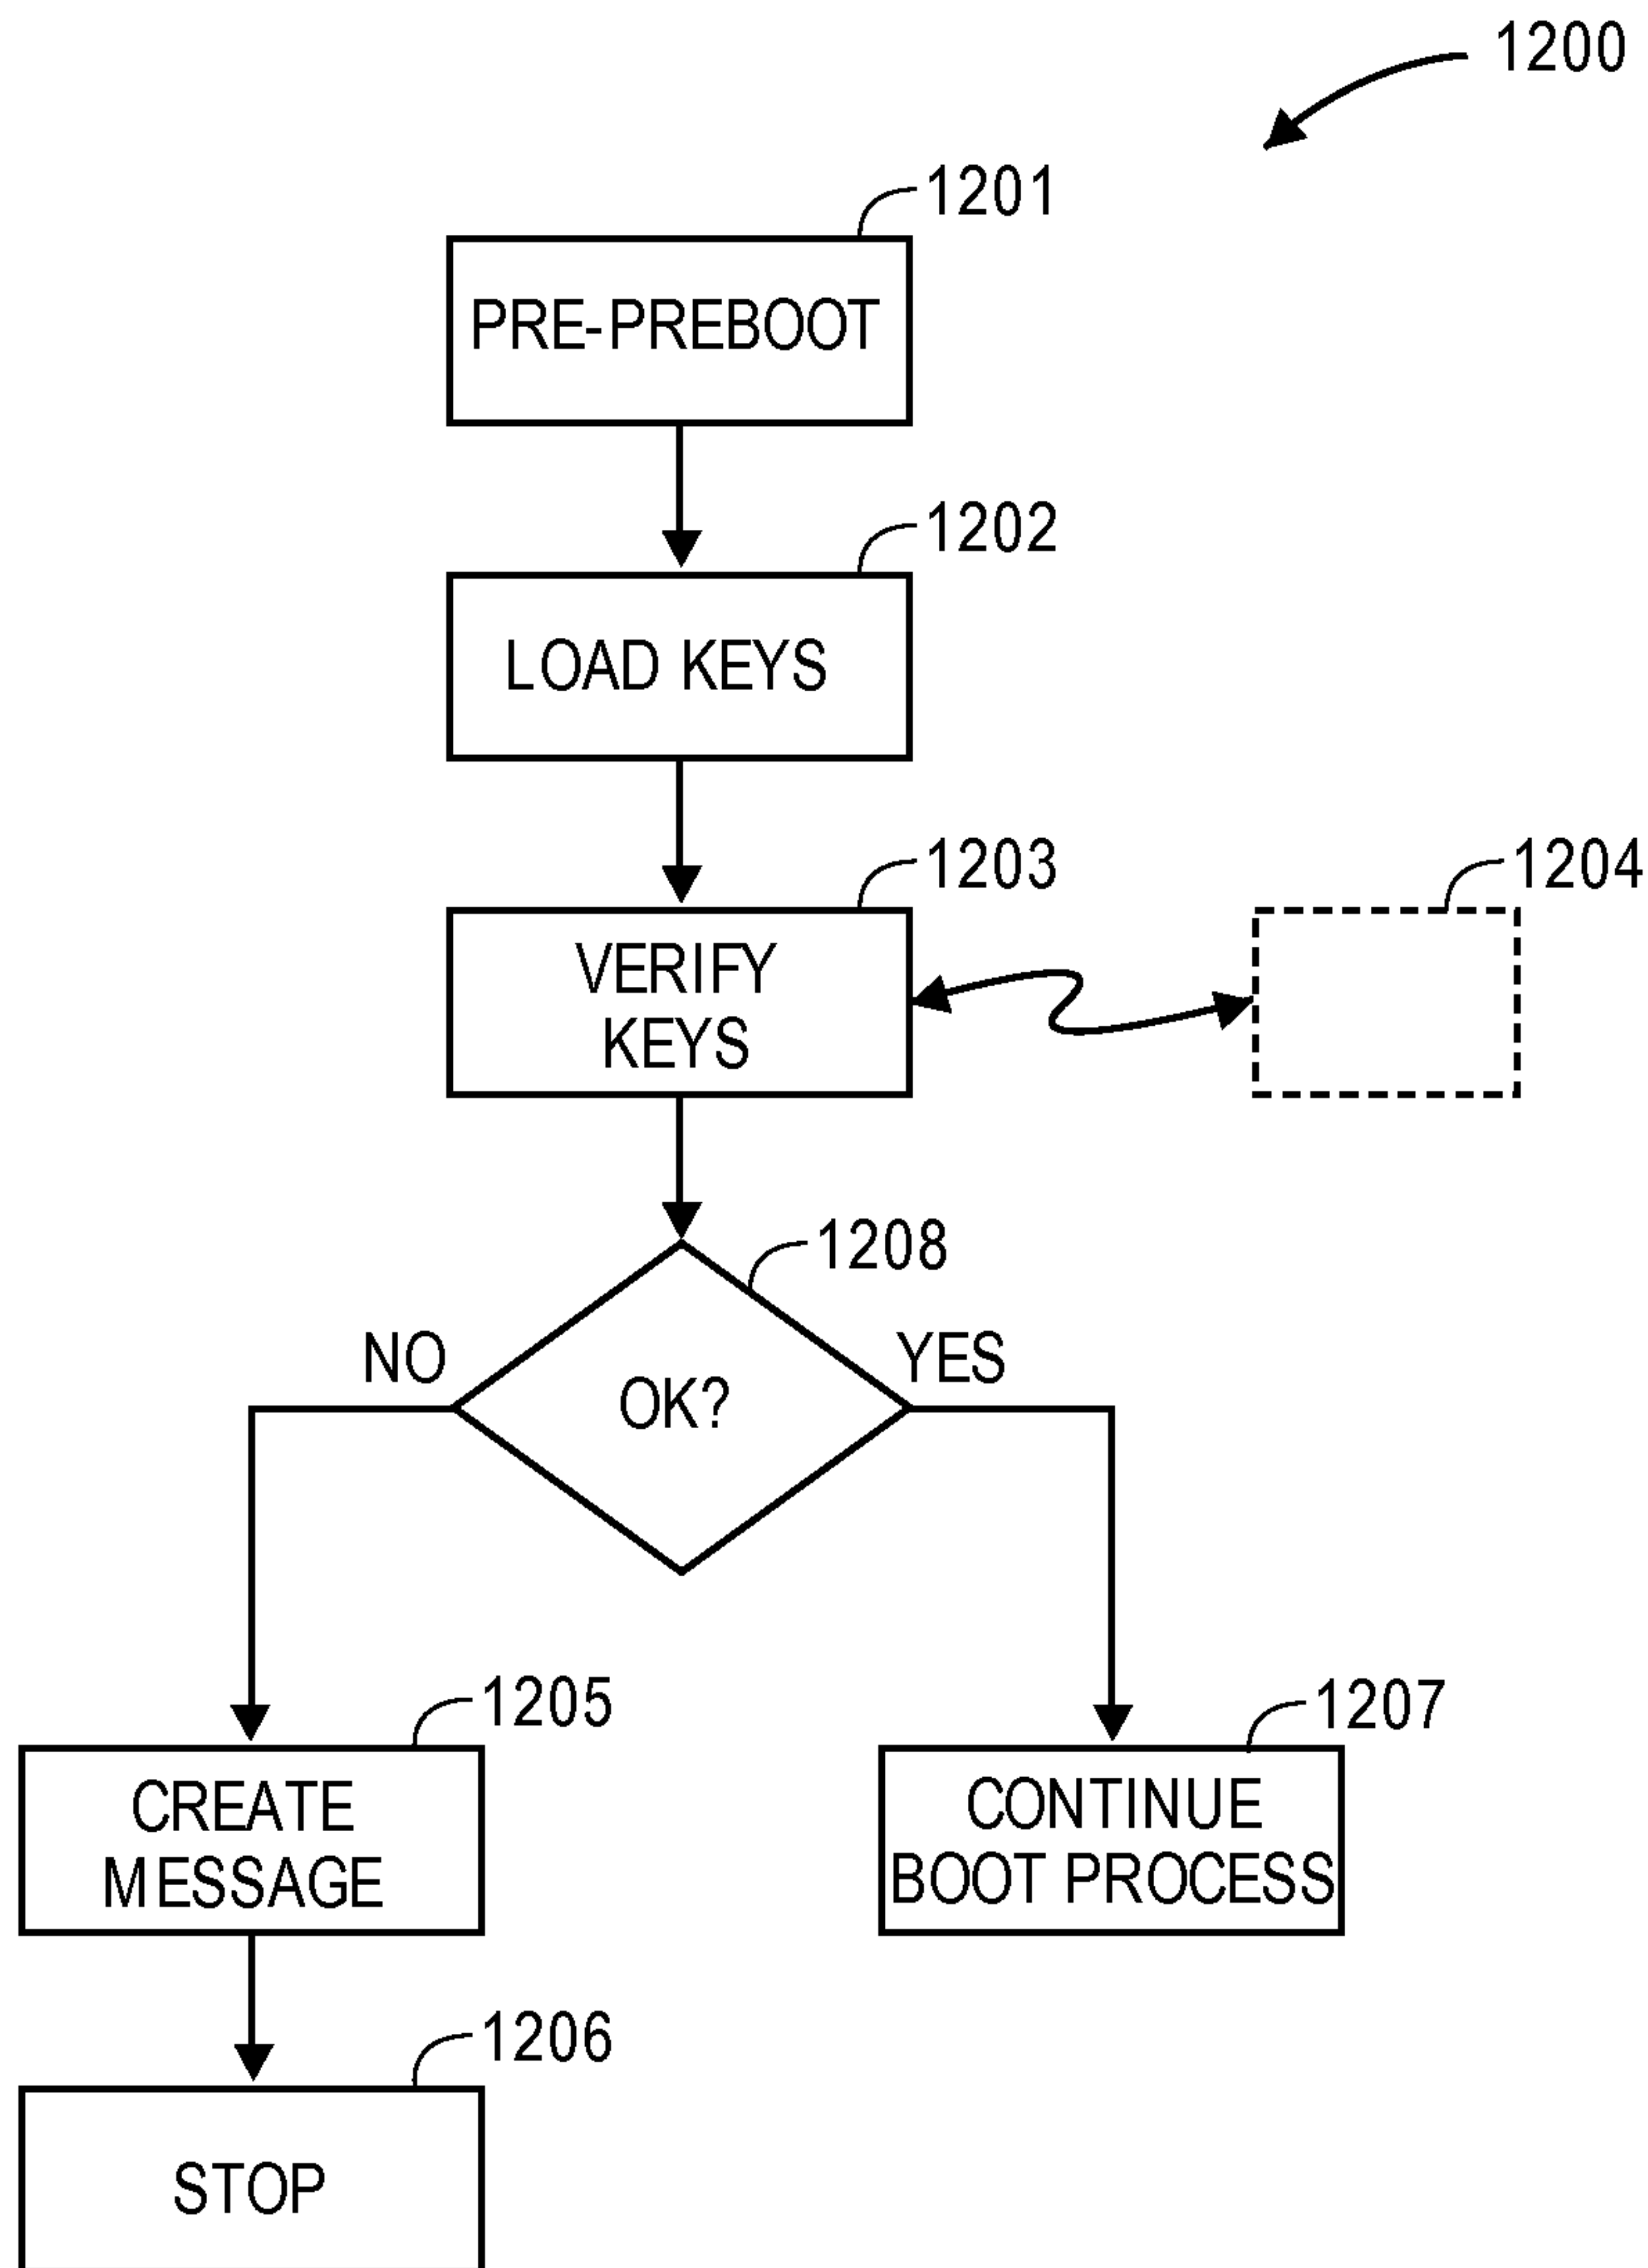 1200
1201
PRE-PREBOOT
1202
LOAD KEYS
1203
1204
VERIFY
KEYS
1208
NO
YES
OK?
1205
1207
CREATE
MESSAGE
CONTINUE
BOOT PROCESS
1206
STOP